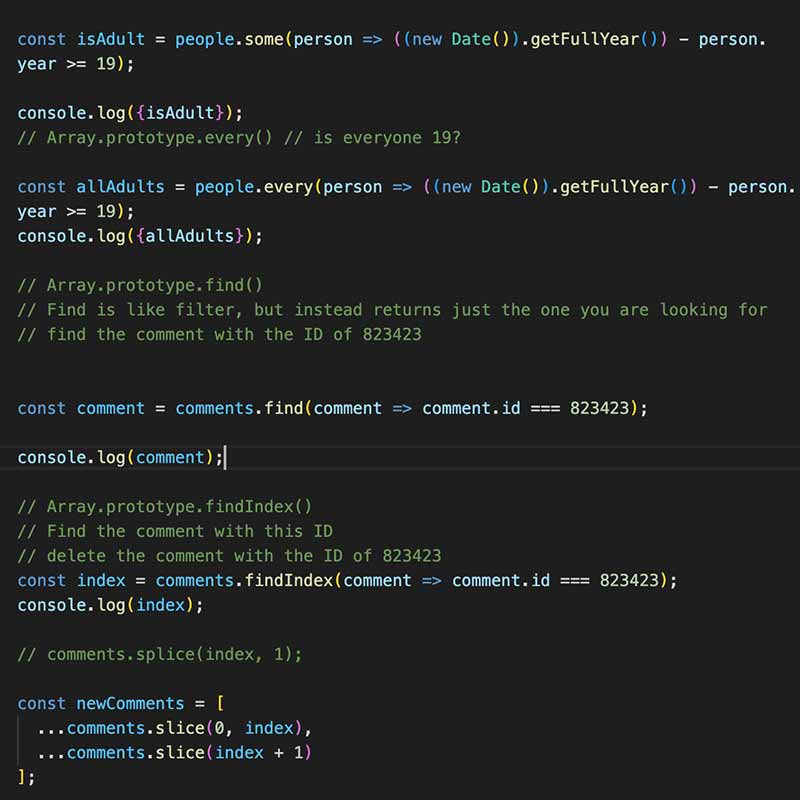 const isAdult = people.some(person => ((new Date()).getFullYear()) - person.
year >= 19);
console.log({isAdult});
// Array.prototype.every() // is everyone 19?
const allAdults = people.every(person => ((new Date()).getFullYear()) - person.
year >= 19);
console.log({allAdults});
// Array.prototype.find()
// Find is like filter, but instead returns just the one you are looking for
// find the comment with the ID of 823423
const comment = comments.find(comment => comment.id === 823423);
console.log(comment);
// Array.prototype.findIndex()
// Find the comment with this ID
// delete the comment with the ID of 823423
const index = comments.findIndex(comment => comment.id === 823423);
console.log(index);
// comments.splice(index, 1);
const newComments = [
...comments.slice(0, index),
...comments.slice(index + 1)
];